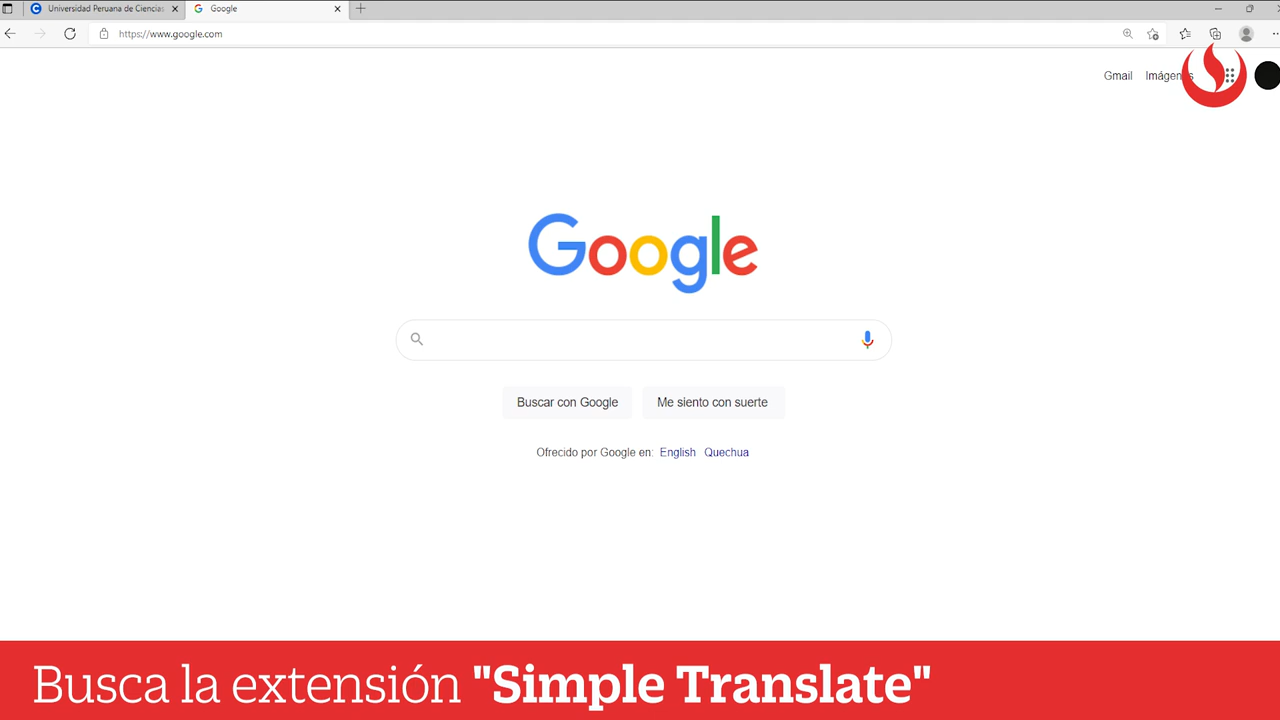 Universidad Peruana de Ciencias
Google
https://www.google.com
Gmail Imágenes
Google
Buscar con Google Me siento con suerte
Ofrecido por Google en: English Quechua
Busca la extensión "Simple Translate"